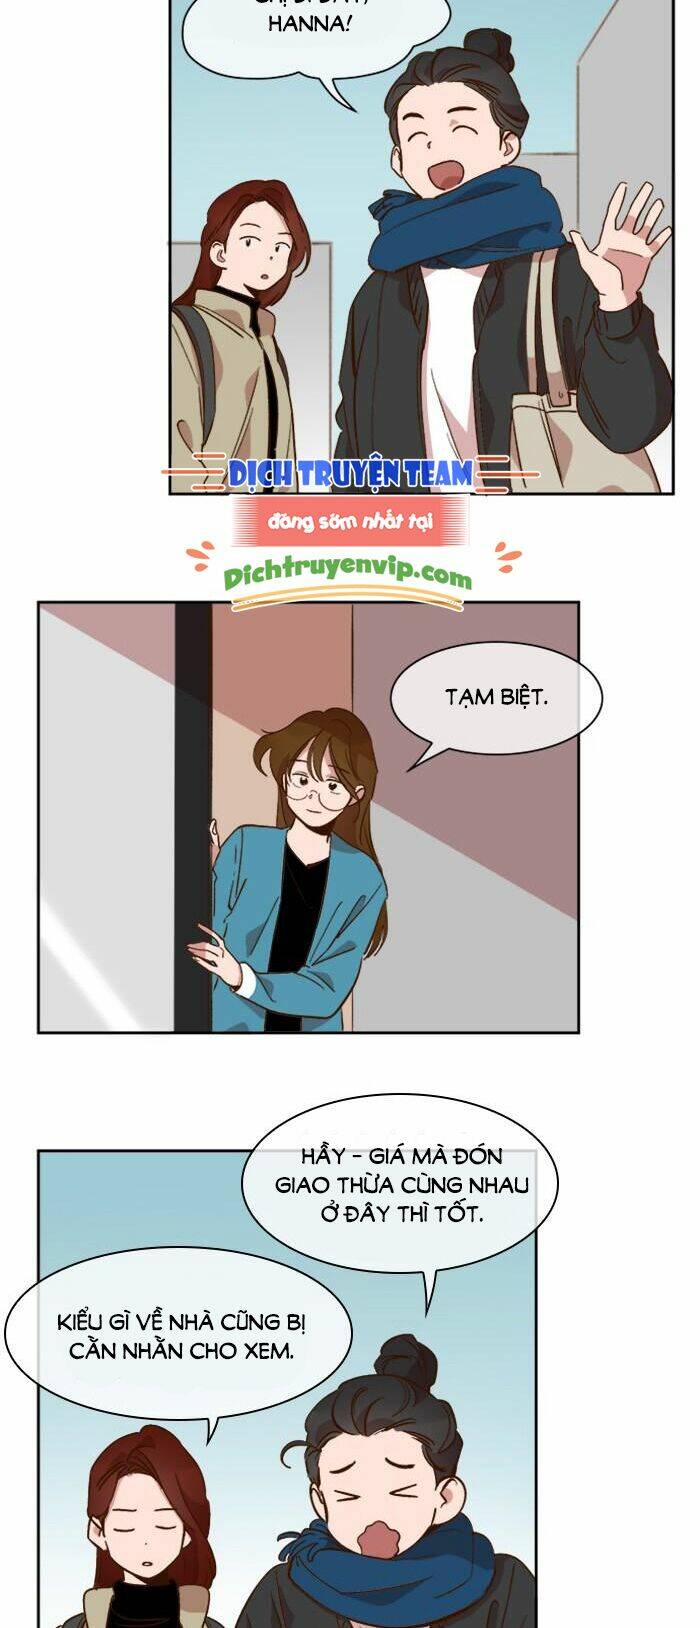 HANNA!
DỊCH TRUYỆN TEAM
đăng sớm nhất tại
Dichtruyenvip.com
TẠM BIỆT.
HẦY - GIÁ MÀ ĐÓN
GIAO THỪA CÙNG NHAU
Ở ĐÂY THÌ TỐT.
KIỂU GÌ VỀ NHÀ CŨNG BỊ
CẰN NHẰN CHO XEM.